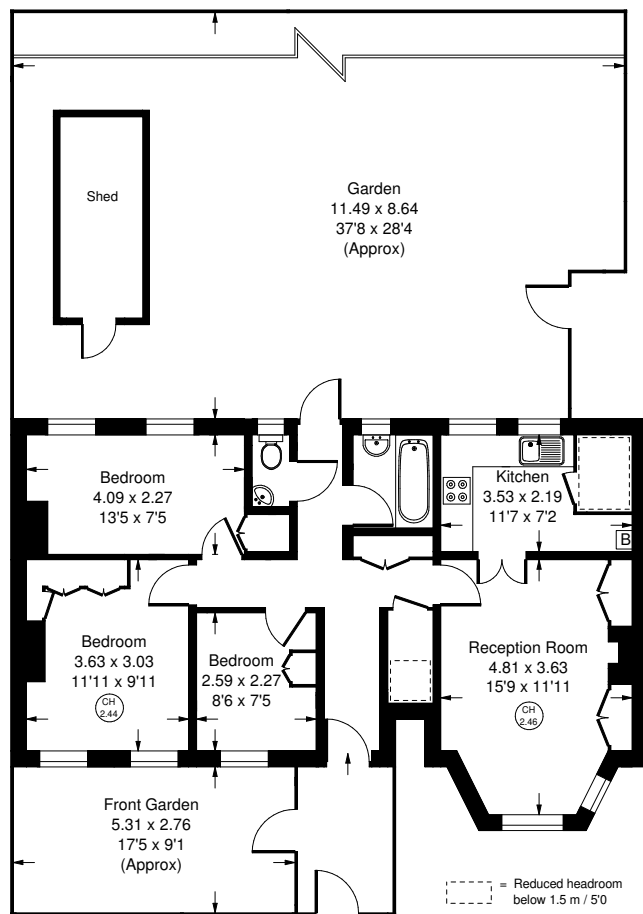 Shed
Garden
11.49 x 8.64
37'8 x 28'4
(Approx)
Bedroom
4.09 x 2.27
13'5 x 7'5
Kitchen
3.53 x 2.19
11'7 x 7'2
B
Bedroom
3.63 x 3.03
11'11 x 9'11
CH
2.44
Bedroom
2.59 x 2.27
8'6 x 7'5
Reception Room
4.81 x 3.63
15'9 x 11'11
CH
2.46
Front Garden
5.31 x 2.76
17'5 x 9'1
(Approx)
= Reduced headroom
below 1.5 m / 5'0